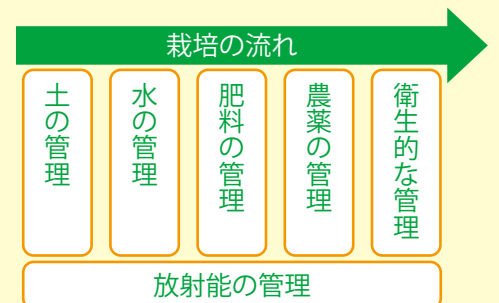 栽培の流れ
土の管理
水の管理
肥料の管理
農薬の管理
衛生的な管理
放射能の管理